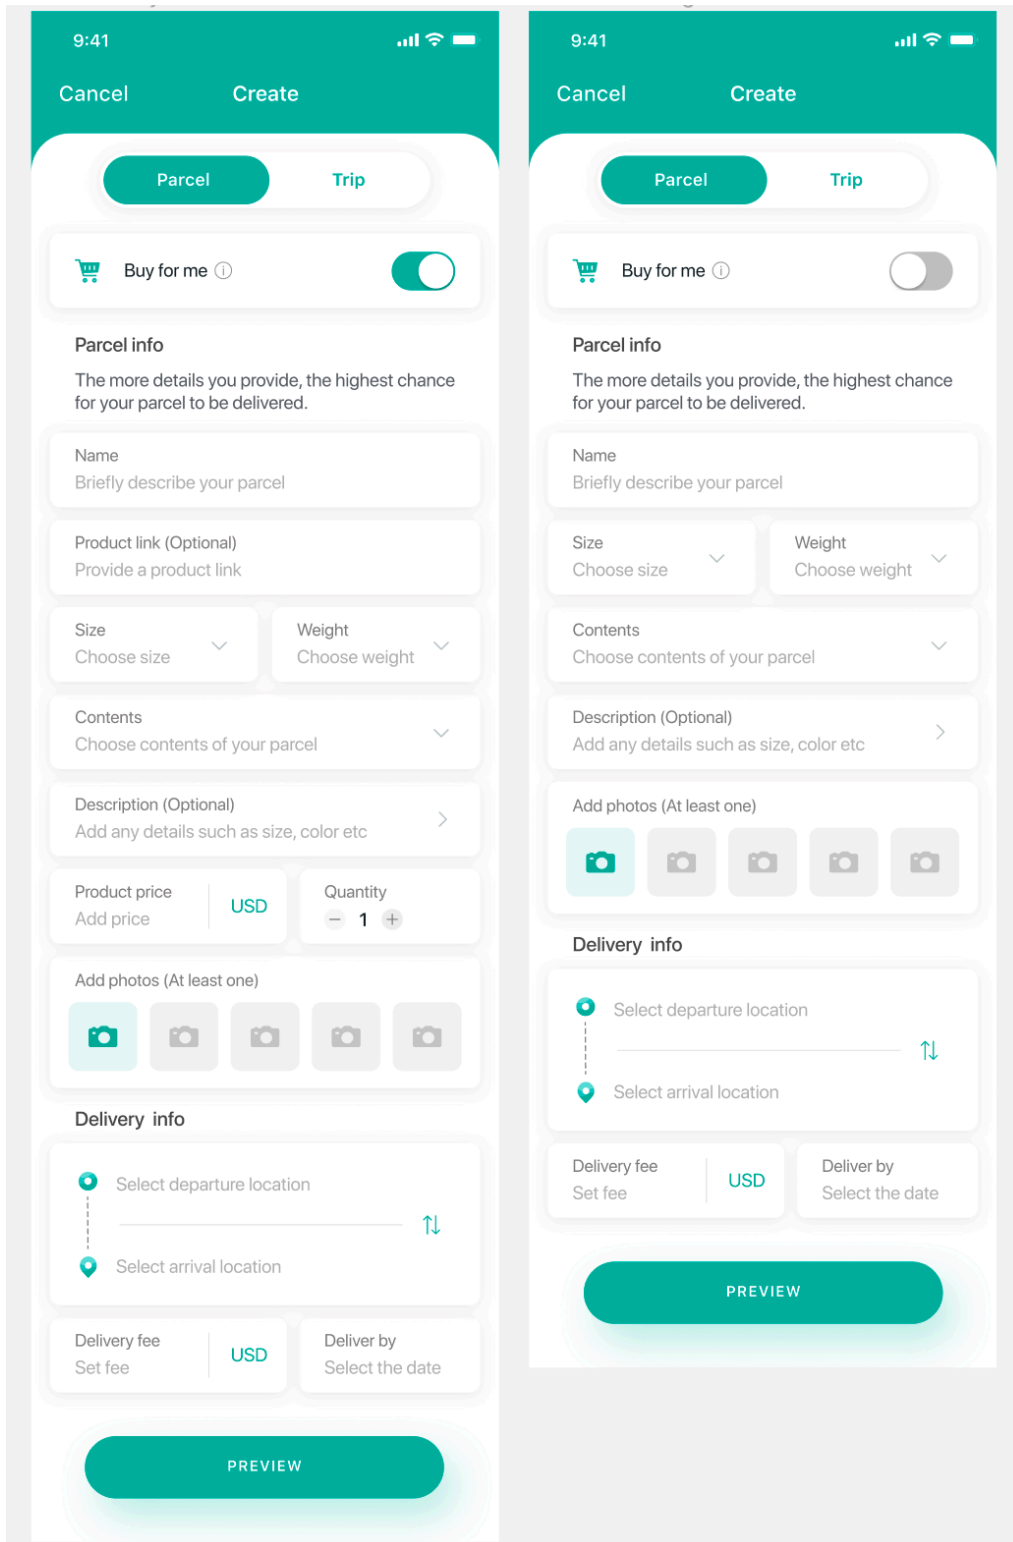 9:41
Cancel Create
Parcel Trip
Buy for me
Parcel info
The more details you provide, the highest chance
for your parcel to be delivered.
Name
Briefly describe your parcel
Product link (Optional)
Provide a product link
Size Weight
Choose size Choose weight
Contents
Choose contents of your parcel
Description (Optional)
Add any details such as size, color etc
Product price Quantity
Add price USD 1
Add photos (At least one)
Delivery info
Select departure location
Select arrival location
Delivery fee Deliver by
Set fee USD Select the date
PREVIEW
9:41
Cancel Create
Parcel Trip
Buy for me
Parcel info
The more details you provide, the highest chance
for your parcel to be delivered.
Name
Briefly describe your parcel
Size Weight
Choose size Choose weight
Contents
Choose contents of your parcel
Description (Optional)
Add any details such as size, color etc
Add photos (At least one)
Delivery info
Select departure location
Select arrival location
Delivery fee Deliver by
Set fee USD Select the date
PREVIEW